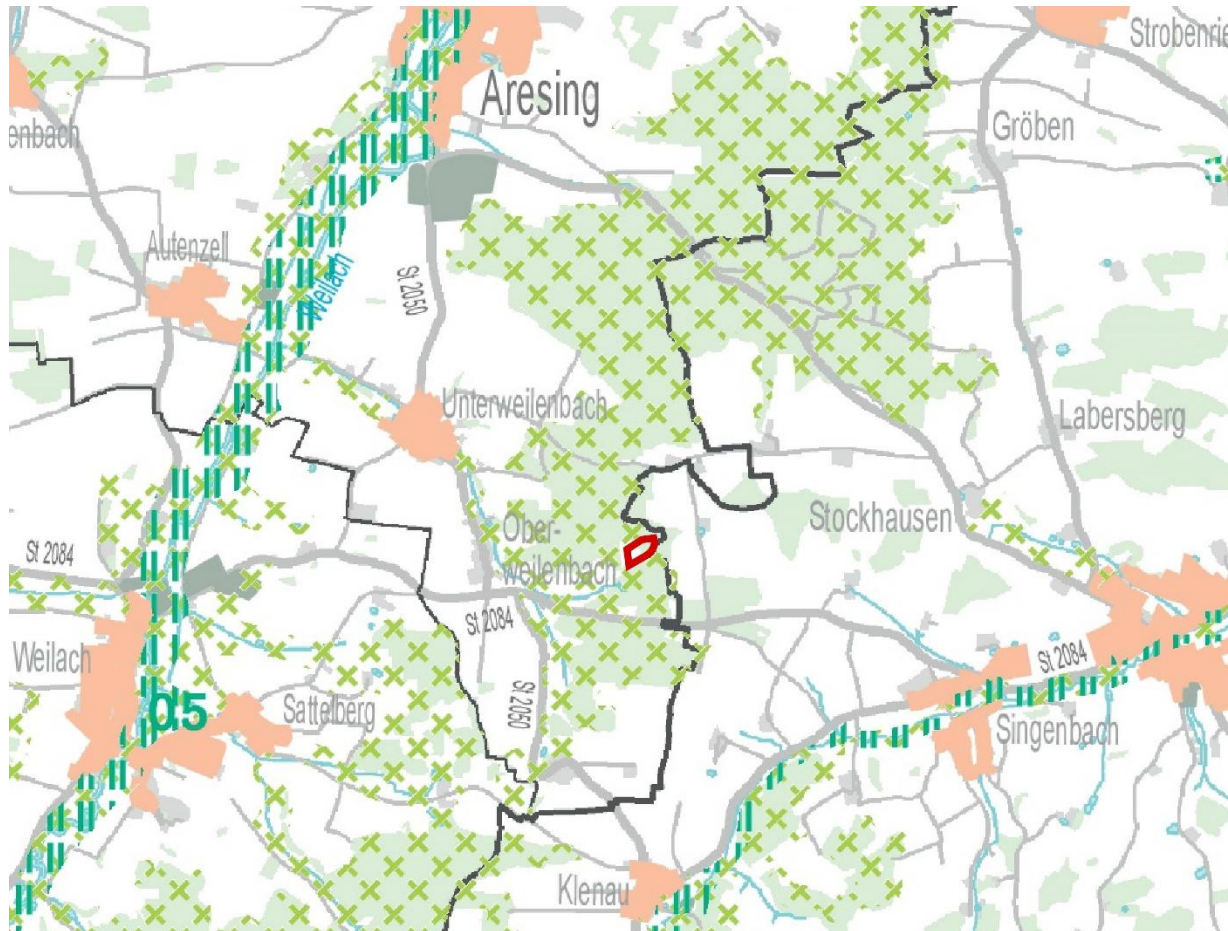 Strobenrie
Aresing
Gröben
enbach
Autenzell
Weilach
St 2050
Unterweilenbach
Labersberg
Stockhausen
Ober-
weilenbach
St 2084
St 2084
Weilach
St 2084
05
Sattelberg
St 2050
Singenbach
Klenau